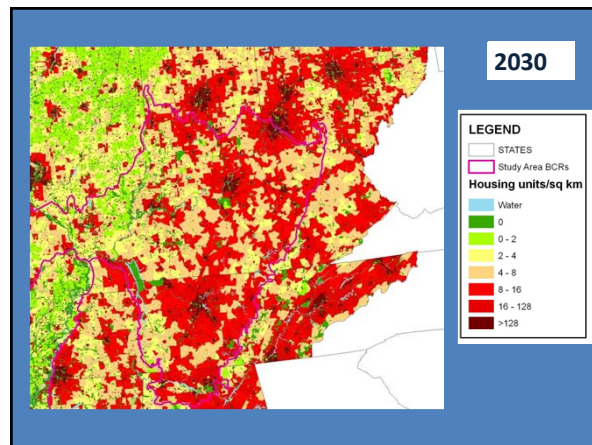 2030
LEGEND
STATES
Study Area BCRs
Housing units/sq km
Water
0
0 - 2
2 - 4
4 - 8
8 - 16
16 - 128
>128